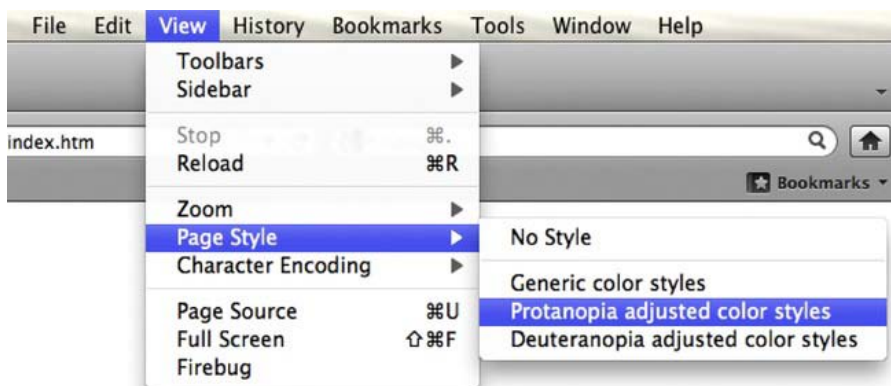 File Edit View History Bookmarks Tools Window Help
Toolbars
Sidebar
Stop ⌘.
index.htm
Reload ⌘R
Bookmarks
Zoom
Page Style
No Style
Character Encoding
Generic color styles
Page Source ⌘U
Protanopia adjusted color styles
Full Screen ⇧⌘F
Deuteranopia adjusted color styles
Firebug